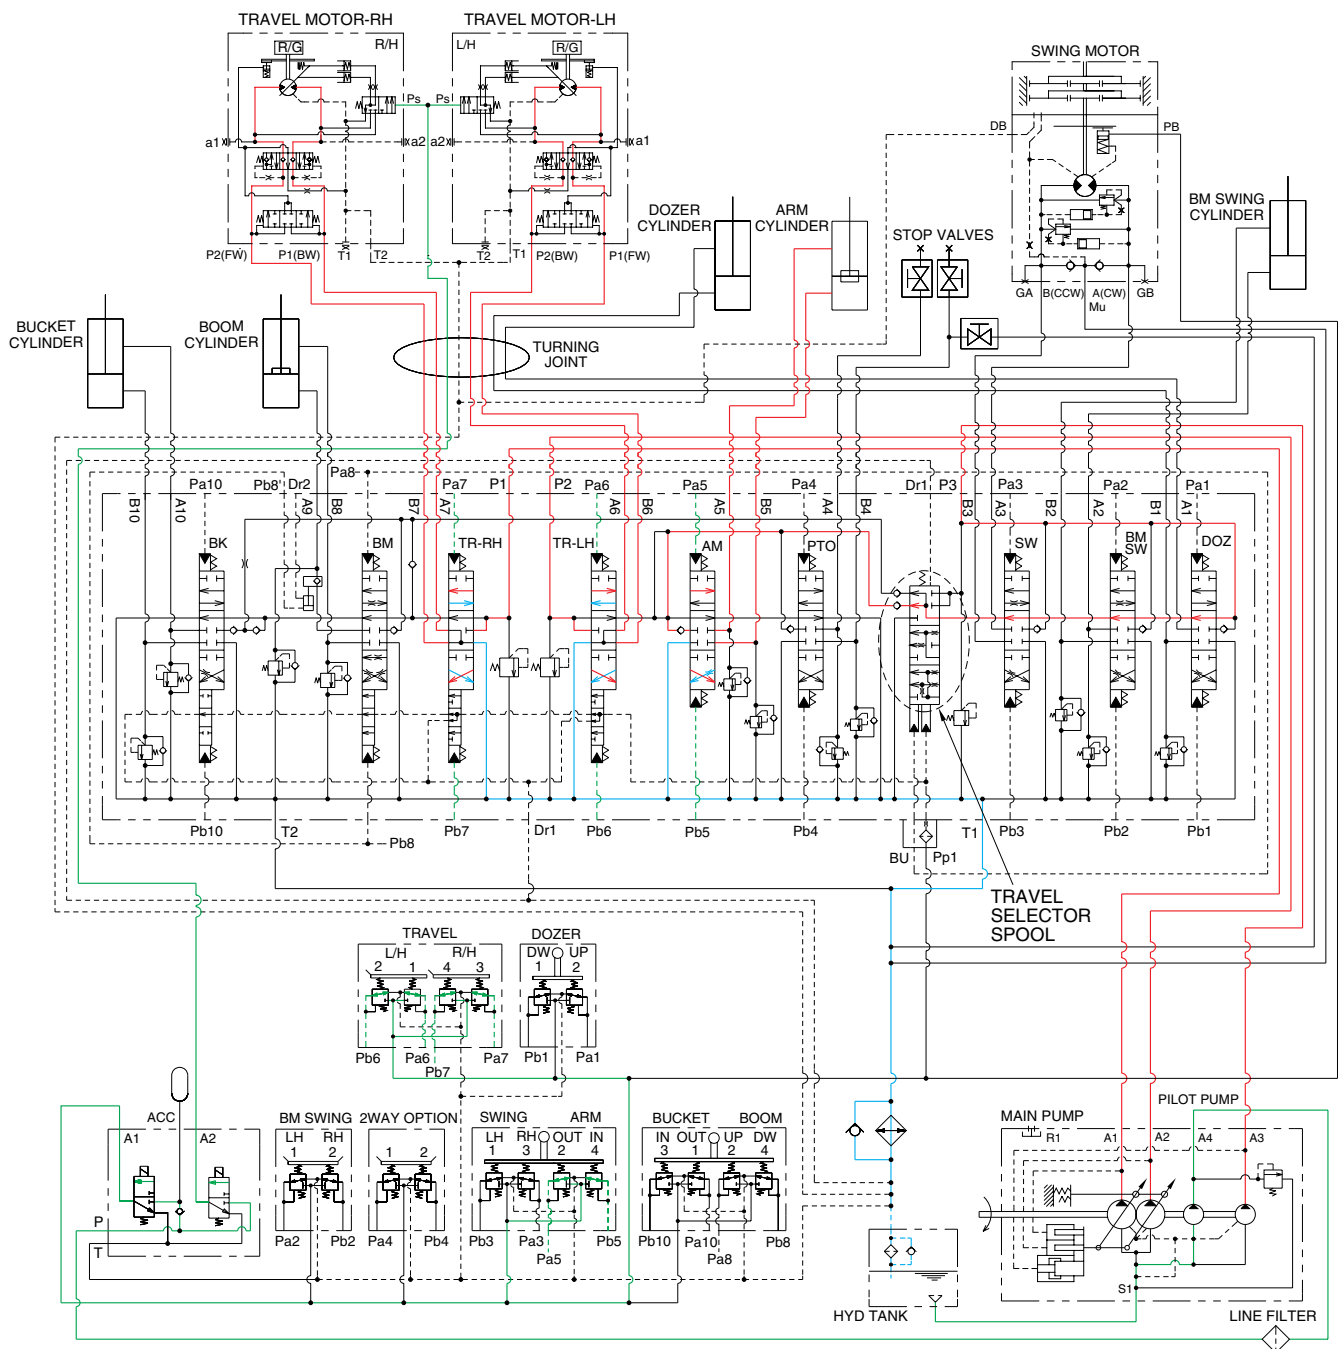 TRAVEL MOTOR-RH TRAVEL MOTOR-LH
R/G R/H L/H R/G
SWING MOTOR
Ps Ps
DB PB
a1 a2 a2 a1
DOZER CYLINDER
ARM CYLINDER
STOP VALVES
BM SWING CYLINDER
P2(FW) P1(BW) T1 T2 T2 T1 P2(BW) P1(FW)
GA B(CCW) A(CW) GB
Mu
BUCKET CYLINDER
BOOM CYLINDER
TURNING JOINT
Pa10 Pb8' Dr2 Pa8 Pa7 P1 P2 Pa6 Pa5 Pa4 Dr1 P3 Pa3 Pa2 Pa1
B10 A10 A9 B8 B7 A7 A6 B6 A5 B5 A4 B4 B3 A3 B2 A2 B1 A1
BK BM TR-RH TR-LH AM PTO SW BM SW DOZ
Pb10 T2 Pb8 Pb7 Dr1 Pb6 Pb5 Pb4 BU Pp1 T1 Pb3 Pb2 Pb1
TRAVEL
SELECTOR
SPOOL
TRAVEL
L/H R/H
2 1 4 3
Pb6 Pa6 Pb7 Pa7
DOZER
DW UP
1 2
Pb1 Pa1
ACC
A1 A2
P
T
BM SWING
LH RH
1 2
Pa2 Pb2
2WAY OPTION
1 2
Pa4 Pb4
SWING ARM
LH RH OUT IN
1 3 2 4
Pb3 Pa3 Pa5 Pb5
BUCKET BOOM
IN OUT UP DW
3 1 2 4
Pb10 Pa10 Pa8 Pb8
HYD TANK
PILOT PUMP
MAIN PUMP
R1 A1 A2 A4 A3
S1
LINE FILTER